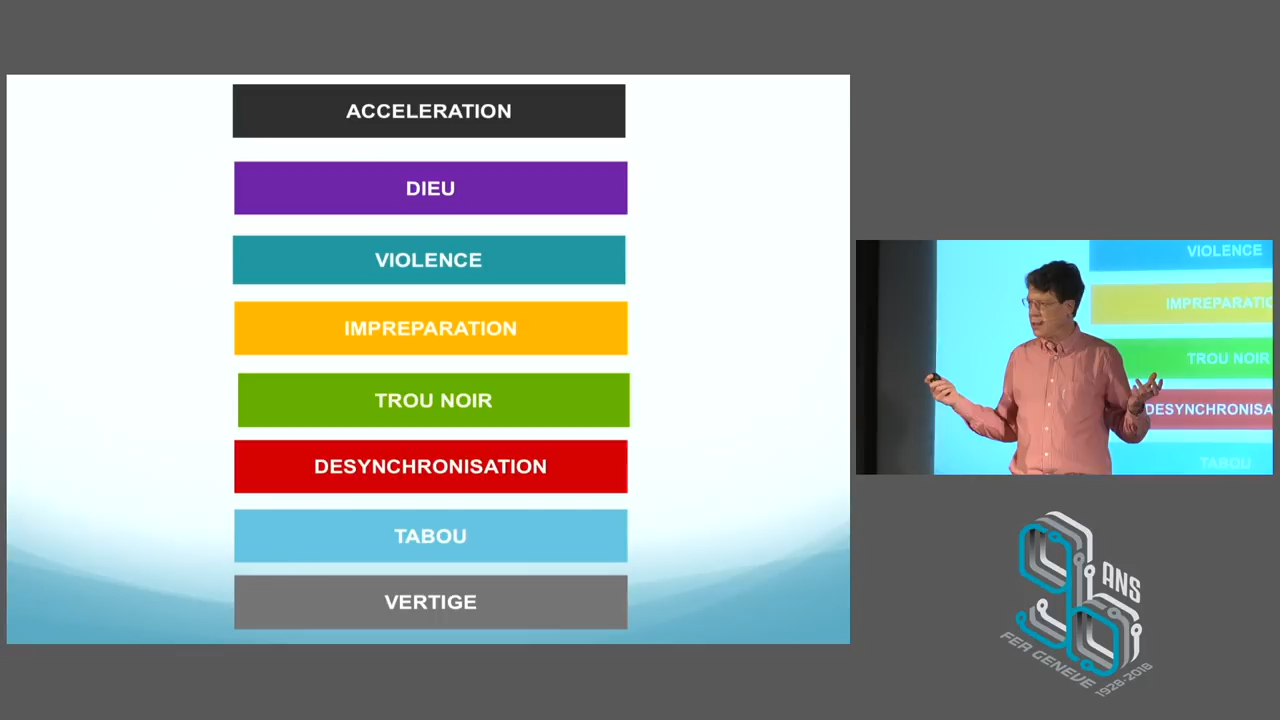 ACCELERATION
DIEU
VIOLENCE
IMPREPARATION
TROU NOIR
DESYNCHRONISATION
TABOU
VERTIGE
VIOLENCE
IMPREPARATIO
TROU NOIR
DESYNCHRONISA
TABOU
90 ANS
FER GENEVE 1928-2018